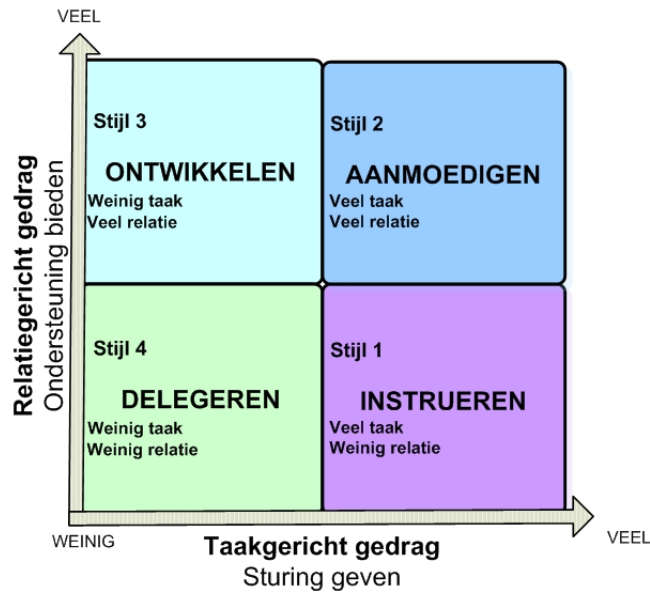 VEEL
Stijl 3
ONTWIKKELEN
Weinig taak
Veel relatie
Stijl 2
AANMOEDIGEN
Veel taak
Veel relatie
Relatiegericht gedrag
Ondersteuning bieden
Stijl 4
DELEGEREN
Weinig taak
Weinig relatie
Stijl 1
INSTRUEREN
Veel taak
Weinig relatie
WEINIG
Taakgericht gedrag
Sturing geven
VEEL